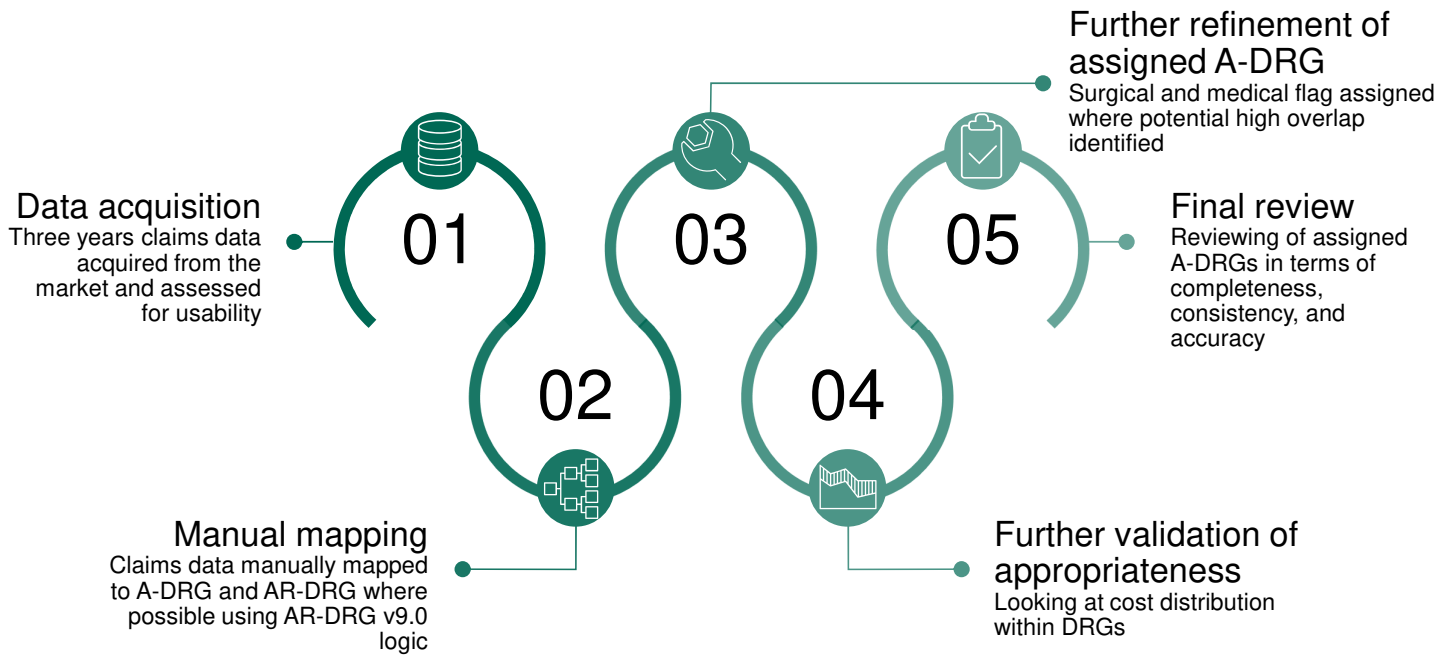 01
Data acquisition
Three years claims data
acquired from the
market and assessed
for usability
02
Manual mapping
Claims data manually mapped
to A-DRG and AR-DRG where
possible using AR-DRG v9.0
logic
03
Further refinement of
assigned A-DRG
Surgical and medical flag assigned
where potential high overlap
identified
04
Further validation of
appropriateness
Looking at cost distribution
within DRGs
05
Final review
Reviewing of assigned
A-DRGs in terms of
completeness,
consistency, and
accuracy